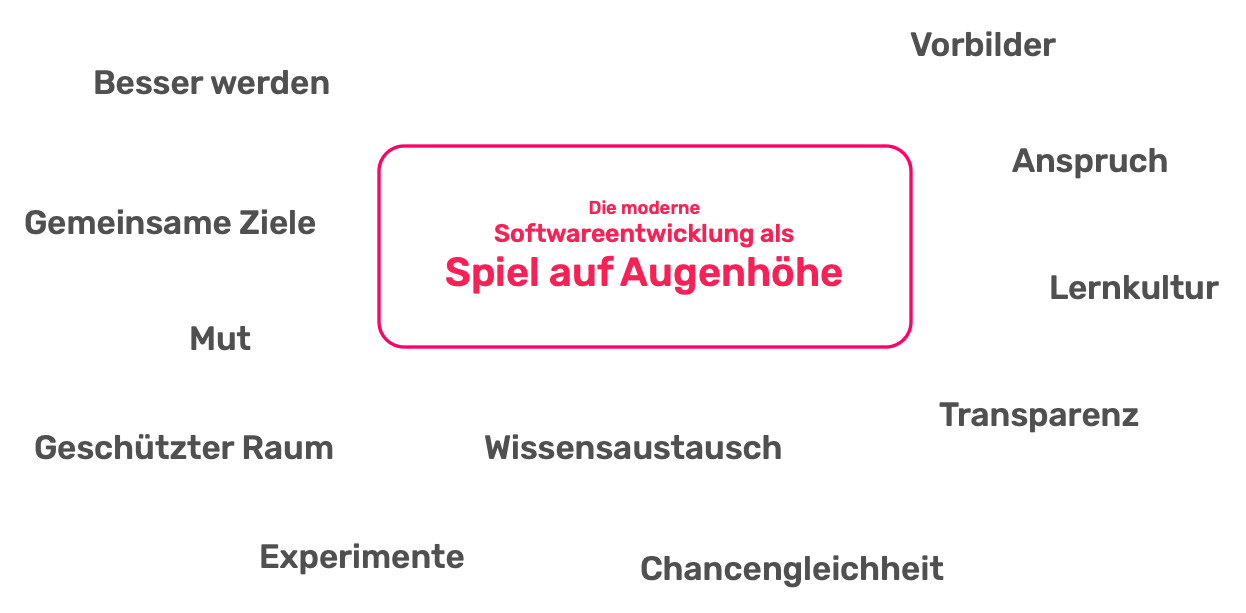 Vorbilder
Besser werden
Anspruch
Die moderne
Softwareentwicklung als
Spiel auf Augenhöhe
Gemeinsame Ziele
Lernkultur
Mut
Transparenz
Geschützter Raum
Wissensaustausch
Experimente
Chancengleichheit